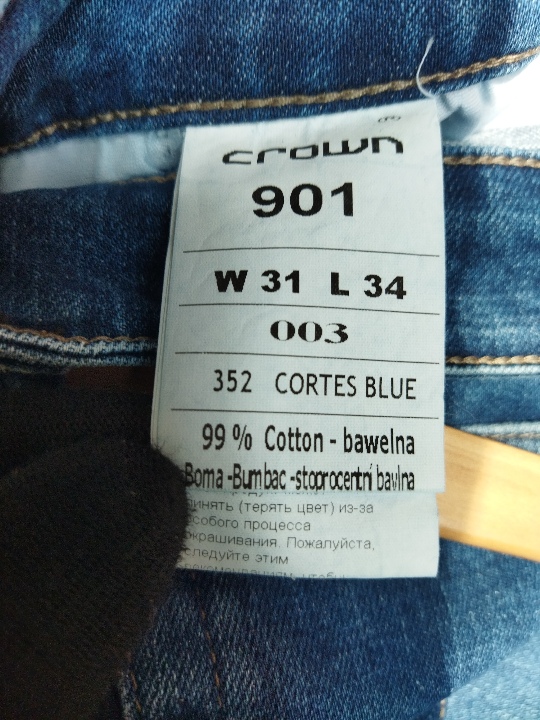 crown
901
W 31 L 34
003
352 CORTES BLUE
99 % Cotton - bawełna
Boma -Bumbac -stoprocentní bavlna
линять (терять цвет) из-за
особого процесса
окрашивания. Пожалуйста,
следуйте этим